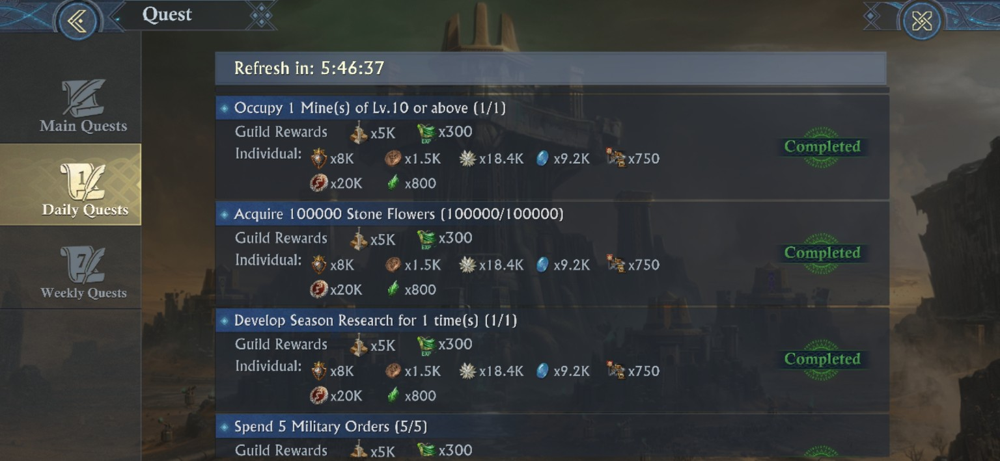 Quest
Refresh in: 5:46:37
Main Quests
Daily Quests
Weekly Quests
Occupy 1 Mine(s) of Lv.10 or above (1/1)
Guild Rewards x5K EXP x300
Individual: x8K x1.5K x18.4K x9.2K x750
x20K x800
Completed
Acquire 100000 Stone Flowers (100000/100000)
Guild Rewards x5K EXP x300
Individual: x8K x1.5K x18.4K x9.2K x750
x20K x800
Completed
Develop Season Research for 1 time(s) (1/1)
Guild Rewards x5K EXP x300
Individual: x8K x1.5K x18.4K x9.2K x750
x20K x800
Completed
Spend 5 Military Orders (5/5)
Guild Rewards x5K x300